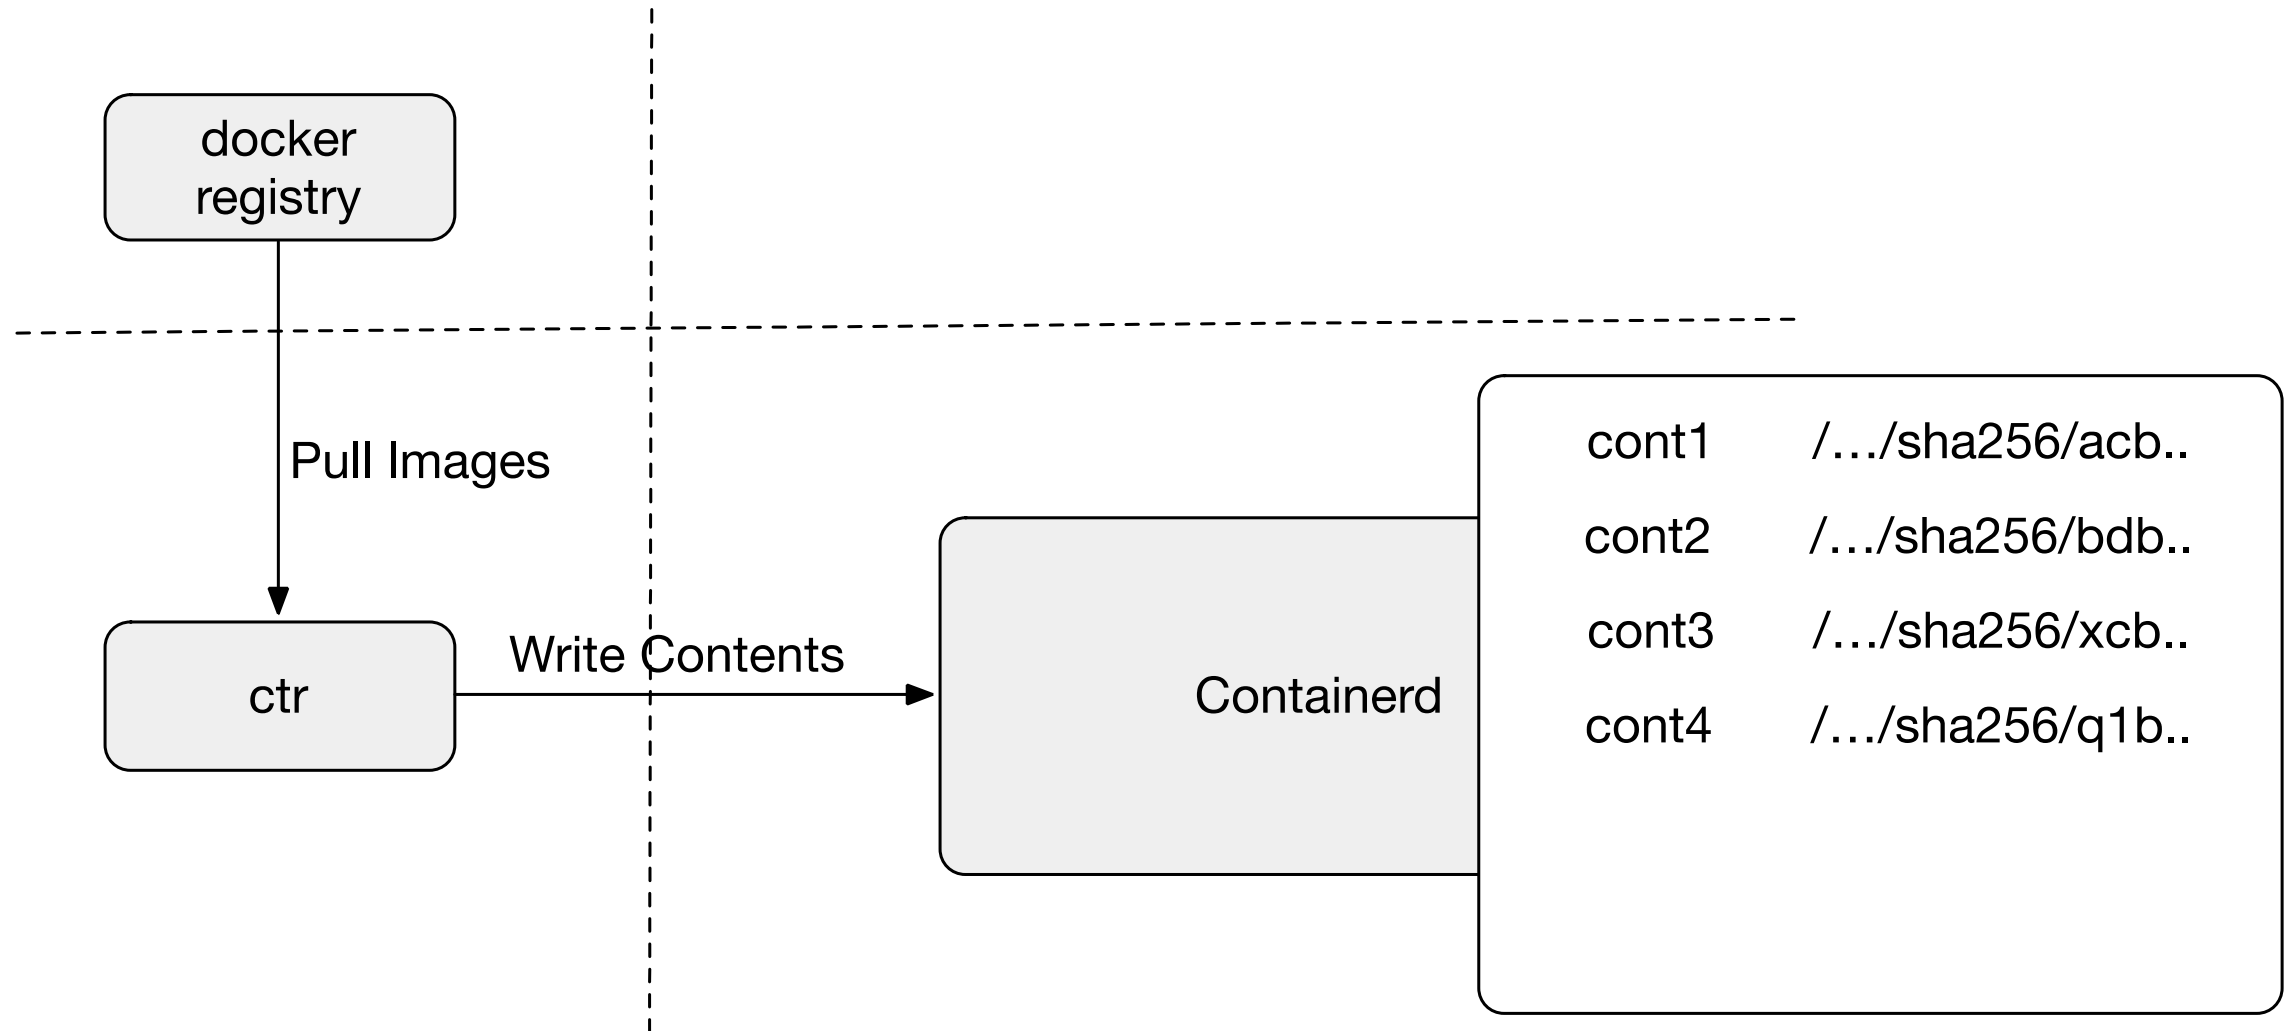 docker
registry
Pull Images
cont1 /.../sha256/acb..
cont2 /.../sha256/bdb..
cont3 /.../sha256/xcb..
cont4 /.../sha256/q1b..
Write Contents
ctr
Containerd